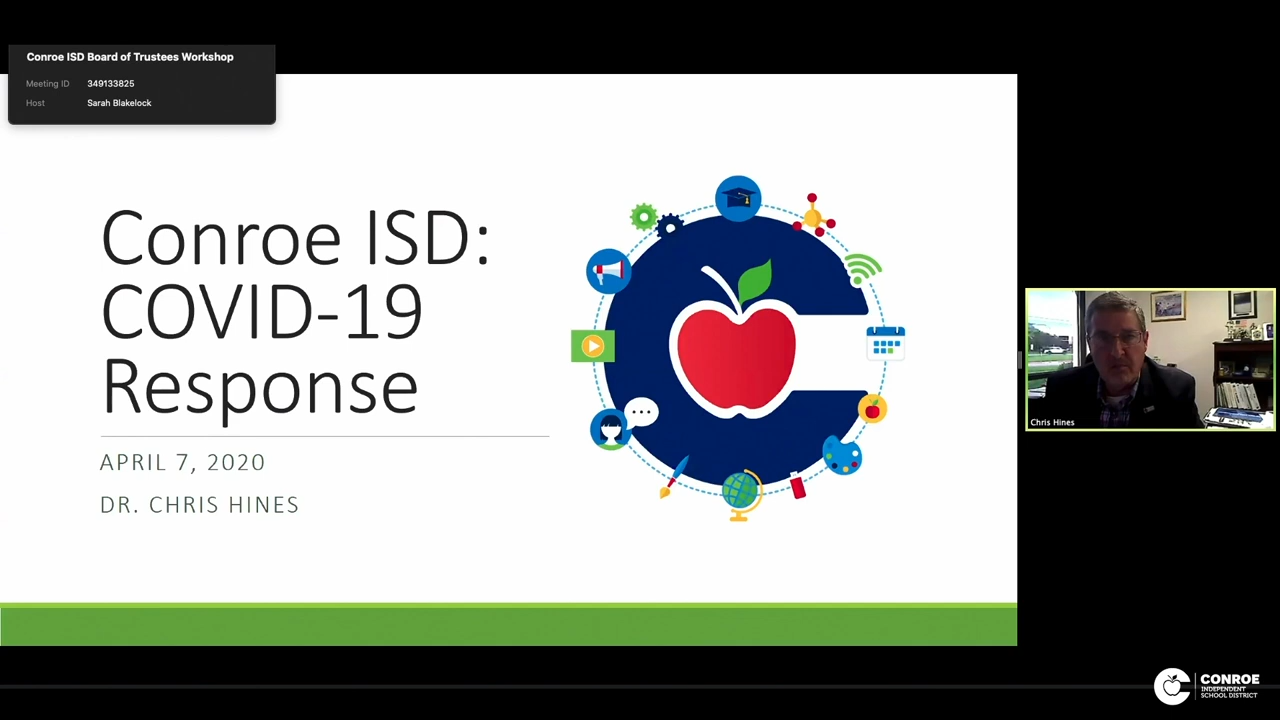 Conroe ISD Board of Trustees Workshop
Meeting ID 349133825
Host Sarah Blakelock
Conroe ISD:
COVID-19
Response
APRIL 7, 2020
DR. CHRIS HINES
Chris Hines
CONROE
INDEPENDENT
SCHOOL DISTRICT